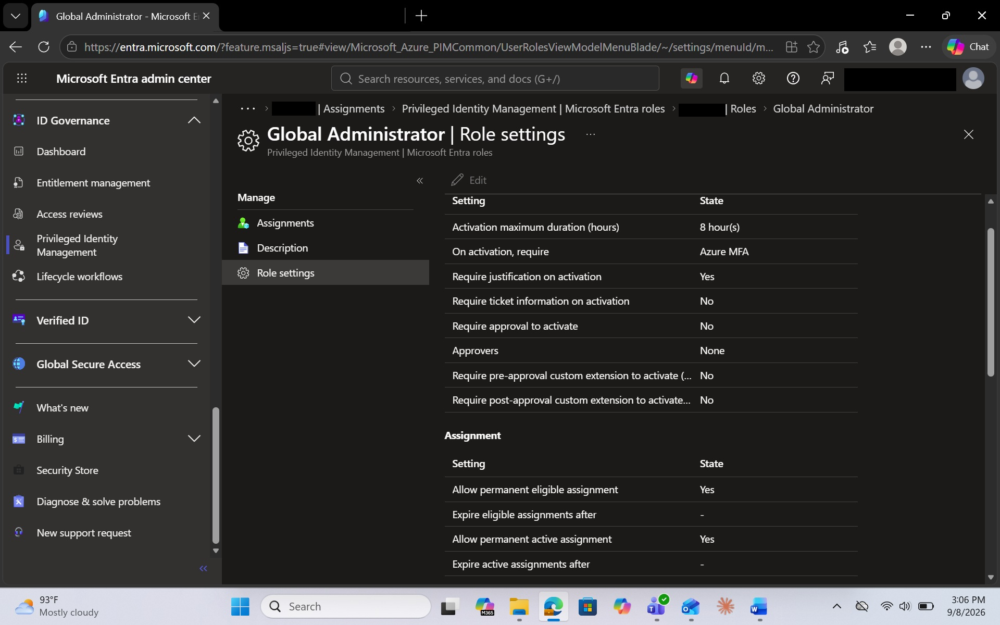 Global Administrator - Microsoft E
https://entra.microsoft.com/?feature.msaljs=true#view/Microsoft_Azure_PIMCommon/UserRolesViewModelMenuBlade/~/settings/menuId/m...
Chat
Microsoft Entra admin center
Search resources, services, and docs (G+/)
ID Governance
Dashboard
Entitlement management
Access reviews
Privileged Identity
Management
Lifecycle workflows
Verified ID
Global Secure Access
What's new
Billing
Security Store
Diagnose & solve problems
New support request
... > | Assignments > Privileged Identity Management | Microsoft Entra roles > | Roles > Global Administrator
Global Administrator | Role settings ...
Privileged Identity Management | Microsoft Entra roles
Manage
Assignments
Description
Role settings
Edit
Setting State
Activation maximum duration (hours) 8 hour(s)
On activation, require Azure MFA
Require justification on activation Yes
Require ticket information on activation No
Require approval to activate No
Approvers None
Require pre-approval custom extension to activate (... No
Require post-approval custom extension to activate... No
Assignment
Setting State
Allow permanent eligible assignment Yes
Expire eligible assignments after -
Allow permanent active assignment Yes
Expire active assignments after -
93°F
Mostly cloudy
Search
M365
3:06 PM
9/8/2026